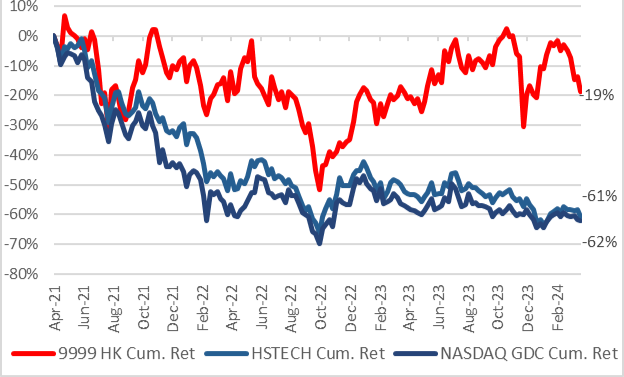 10%
0%
-10%
-20%
-30%
-40%
-50%
-60%
-70%
-80%
-19%
-61%
-62%
Apr-21
Jun-21
Aug-21
Oct-21
Dec-21
Feb-22
Apr-22
Jun-22
Aug-22
Oct-22
Dec-22
Feb-23
Apr-23
Jun-23
Aug-23
Oct-23
Dec-23
Feb-24
9999 HK Cum. Ret HSTECH Cum. Ret NASDAQ GDC Cum. Ret